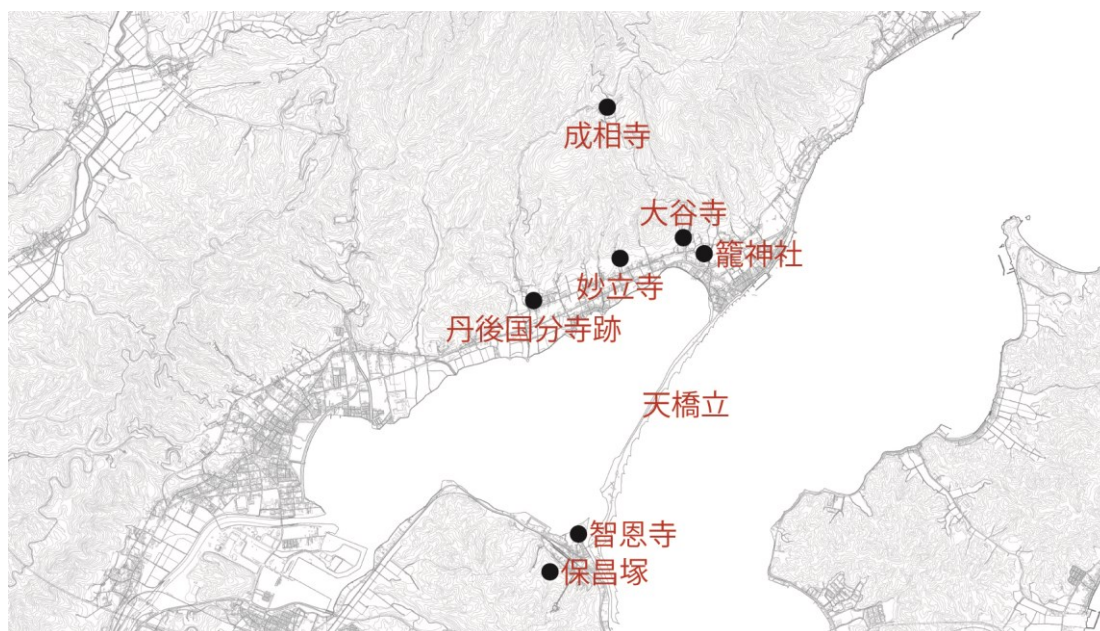 成相寺
大谷寺
籠神社
妙立寺
丹後国分寺跡
天橋立
智恩寺
保昌塚